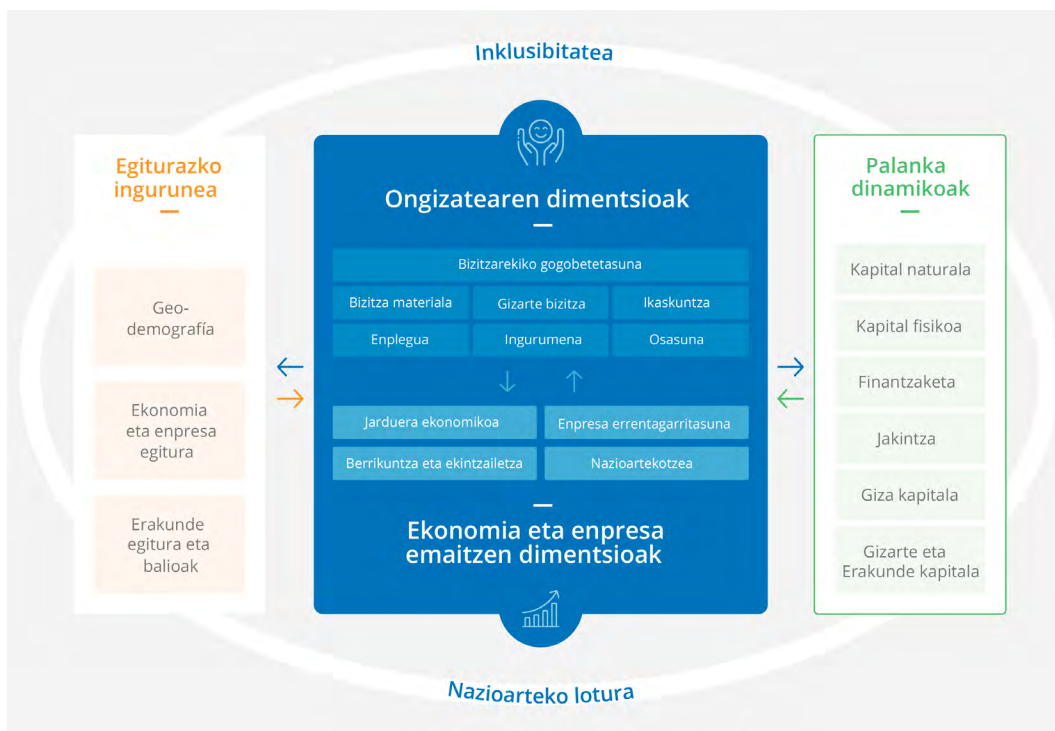 Inklusibitatea
Egiturazko
ingurunea
Geo-
demografía
Ekonomia
eta enpresa
egitura
Erakunde
egitura eta
balioak
Ongizatearen dimentsioak
Bizitzarekiko gogobetetasuna
Bizitza materiala
Gizarte bizitza
Ikaskuntza
Enplegua
Ingurumena
Osasuna
Jarduera ekonomikoa
Enpresa errentagarritasuna
Berrikuntza eta ekintzailetza
Nazioartekotzea
Ekonomia eta enpresa
emaitzen dimentsioak
Palanka
dinamikoak
Kapital naturala
Kapital fisikoa
Finantzaketa
Jakintza
Giza kapitala
Gizarte eta
Erakunde kapitala
Nazioarteko lotura